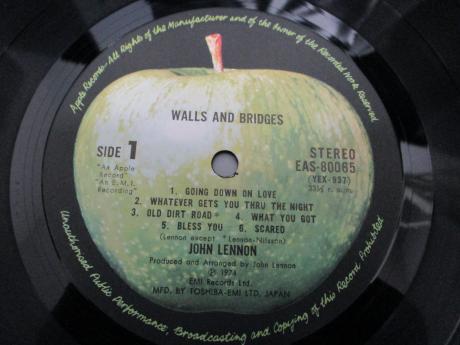 Apple Records-All Rights of the Manufacturer and of the Owner of the Recorded Work Reserved
WALLS AND BRIDGES
SIDE 1
"An Apple
Record"
"An E.M.I.
Recording"
STEREO
EAS-80065
(YEX-937)
33⅓ r. p. m.
1. GOING DOWN ON LOVE
2. WHATEVER GETS YOU THRU THE NIGHT
3. OLD DIRT ROAD* 4. WHAT YOU GOT
5. BLESS YOU 6. SCARED
(Lennon except *Lennon-Nilsson)
JOHN LENNON
Produced and Arranged by John Lennon
Ⓟ 1974
EMI Records Ltd.
MFD. BY TOSHIBA-EMI LTD. JAPAN
Unauthorised Public Performance, Broadcasting and Copying of this Record Prohibited